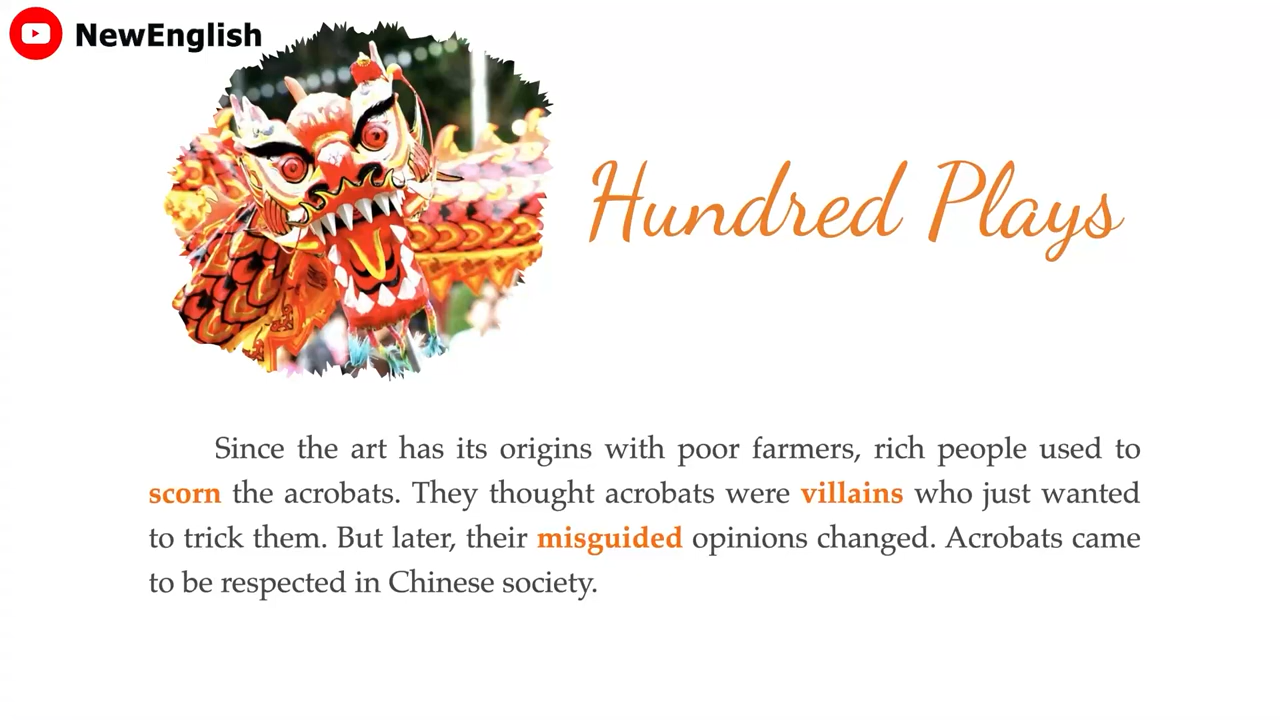 NewEnglish
Hundred Plays
Since the art has its origins with poor farmers, rich people used to
scorn the acrobats. They thought acrobats were villains who just wanted
to trick them. But later, their misguided opinions changed. Acrobats came
to be respected in Chinese society.